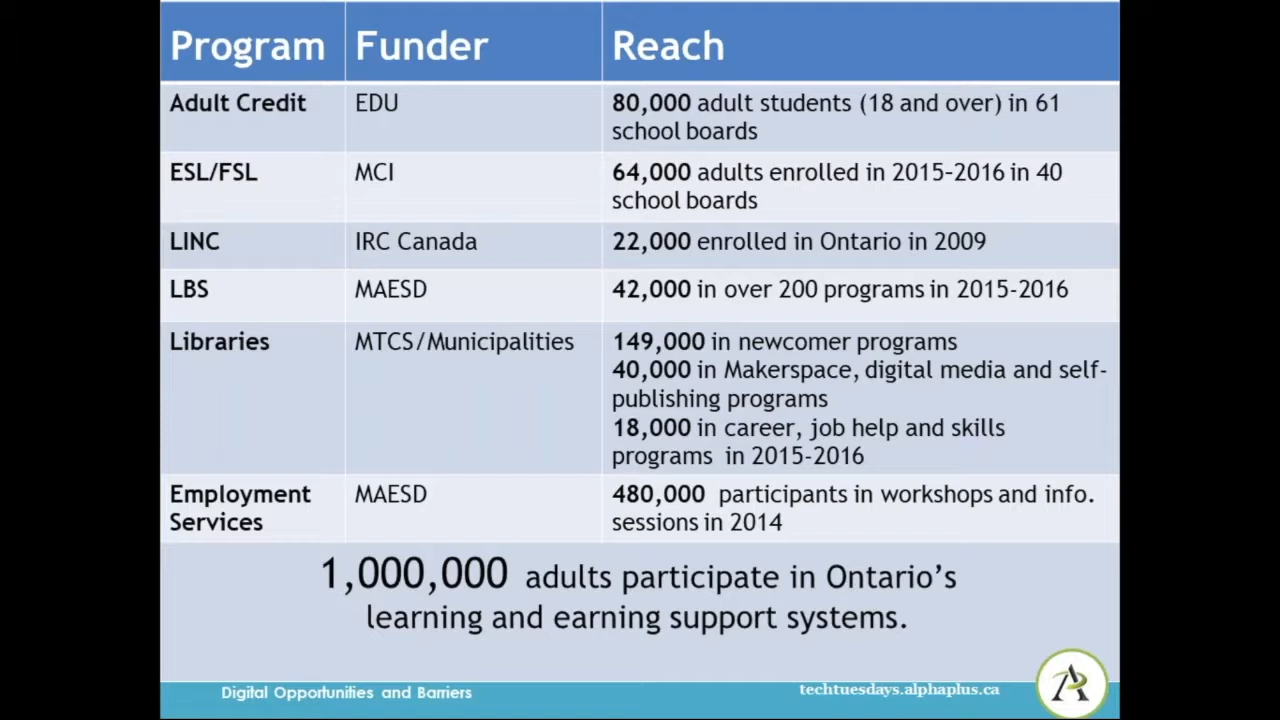 Program Funder Reach
Adult Credit EDU 80,000 adult students (18 and over) in 61
school boards
ESL/FSL MCI 64,000 adults enrolled in 2015-2016 in 40
school boards
LINC IRC Canada 22,000 enrolled in Ontario in 2009
LBS MAESD 42,000 in over 200 programs in 2015-2016
Libraries MTCS/Municipalities 149,000 in newcomer programs
40,000 in Makerspace, digital media and self-
publishing programs
18,000 in career, job help and skills
programs in 2015-2016
Employment MAESD 480,000 participants in workshops and info.
Services sessions in 2014
1,000,000 adults participate in Ontario's
learning and earning support systems.
Digital Opportunities and Barriers techtuesdays.alphaplus.ca